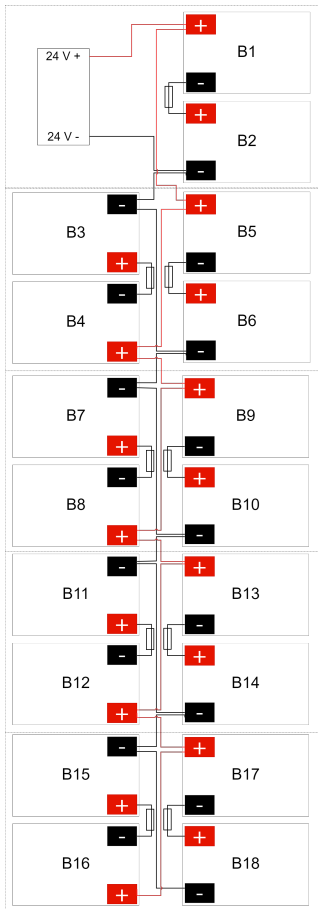 +
B1
24 V +
-
+
24 V -
B2
-
-
+
B3
B5
+
-
-
+
B4
B6
+
-
-
+
B7
B9
+
-
-
+
B8
B10
+
-
-
+
B11
B13
+
-
-
+
B12
B14
+
-
-
+
B15
B17
+
-
-
+
B16
B18
+
-